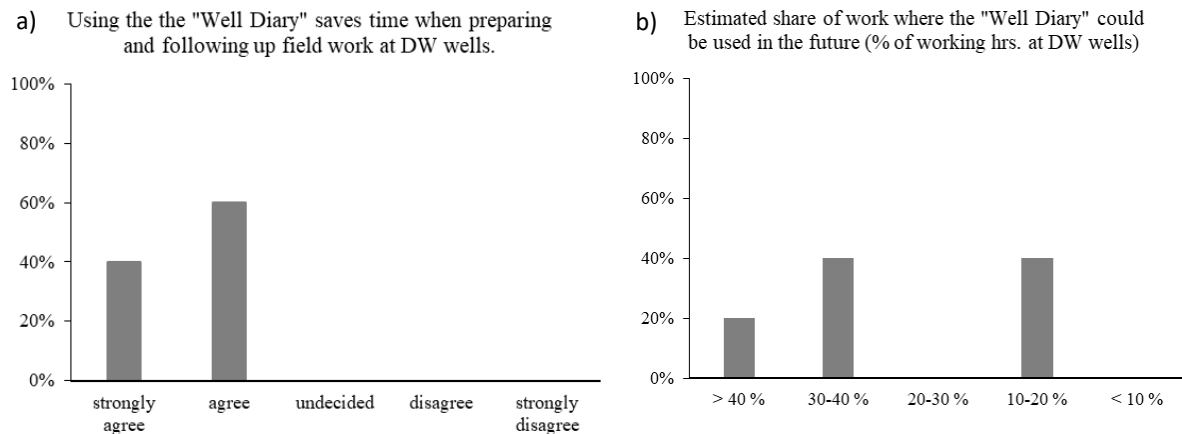 a)
Using the the "Well Diary" saves time when preparing
and following up field work at DW wells.
100%
80%
60%
40%
20%
0%
strongly agree
agree
undecided
disagree
strongly disagree
b)
Estimated share of work where the "Well Diary" could
be used in the future (% of working hrs. at DW wells)
100%
80%
60%
40%
20%
0%
> 40 %
30-40 %
20-30 %
10-20 %
< 10 %